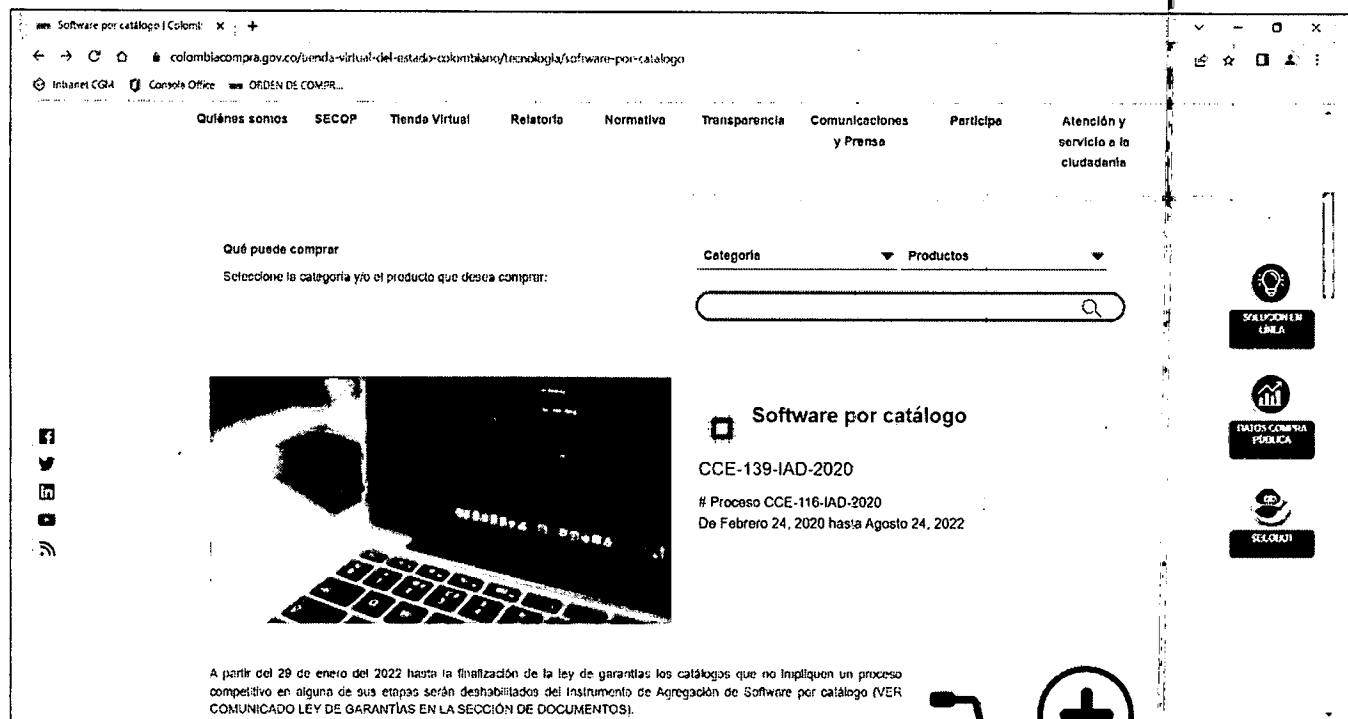 Software por catálogo | Colomb
colombiacompra.gov.co/tienda-virtual-del-estado-colombiano/tecnologia/software-por-catalogo
Intranet CGM Consola Office ORDEN DE COMPR...
Quiénes somos SECOP Tienda Virtual Relatoría Normativa Transparencia Comunicaciones y Prensa Participa Atención y servicio a la ciudadanía
Qué puede comprar
Seleccione la categoría y/o el producto que desea comprar:
Categoría Productos
SOLUCIÓN EN LÍNEA
Software por catálogo
DATOS COMPRA PÚBLICA
CCE-139-IAD-2020
# Proceso CCE-116-IAD-2020
De Febrero 24, 2020 hasta Agosto 24, 2022
A partir del 29 de enero del 2022 hasta la finalización de la ley de garantías los catálogos que no impliquen un proceso
competitivo en alguna de sus etapas serán deshabilitados del Instrumento de Agregación de Software por catálogo (VER
COMUNICADO LEY DE GARANTÍAS EN LA SECCIÓN DE DOCUMENTOS).